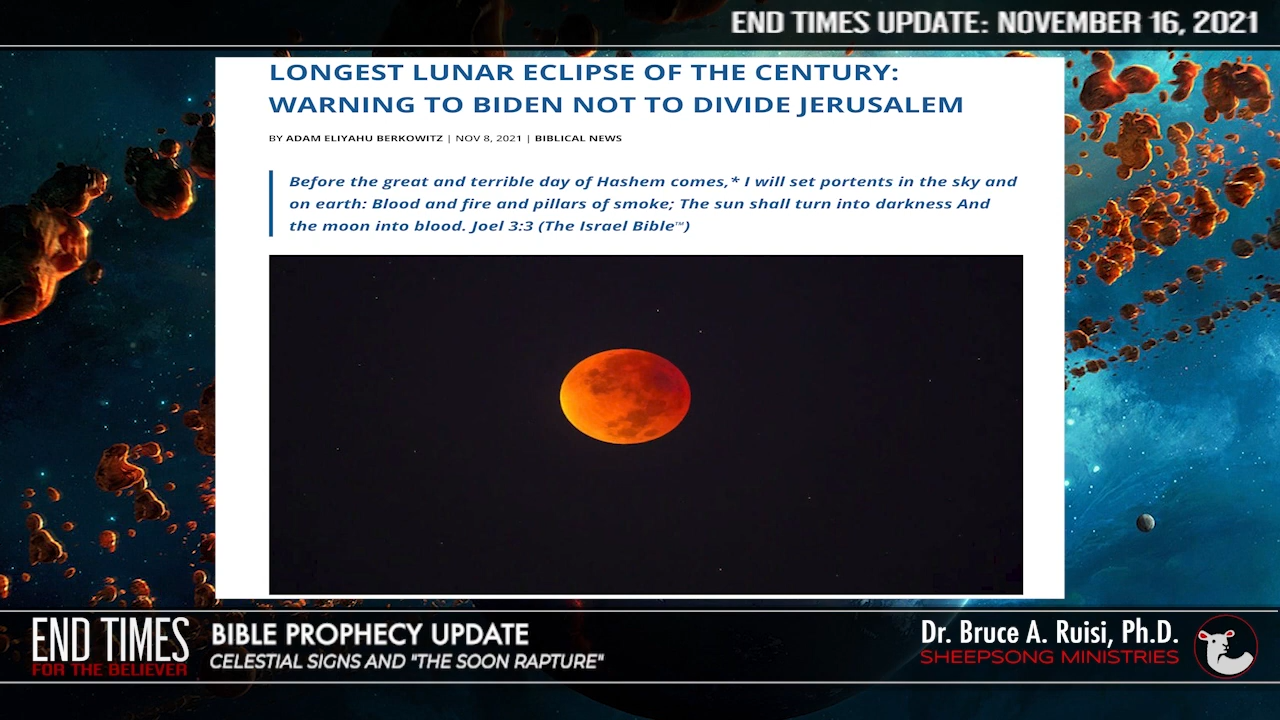 END TIMES UPDATE: NOVEMBER 16, 2021
LONGEST LUNAR ECLIPSE OF THE CENTURY:
WARNING TO BIDEN NOT TO DIVIDE JERUSALEM
BY ADAM ELIYAHU BERKOWITZ | NOV 8, 2021 | BIBLICAL NEWS
Before the great and terrible day of Hashem comes,* I will set portents in the sky and
on earth: Blood and fire and pillars of smoke; The sun shall turn into darkness And
the moon into blood. Joel 3:3 (The Israel Bible™)
END TIMES
FOR THE BELIEVER
BIBLE PROPHECY UPDATE
CELESTIAL SIGNS AND "THE SOON RAPTURE"
Dr. Bruce A. Ruisi, Ph.D.
SHEEPSONG MINISTRIES